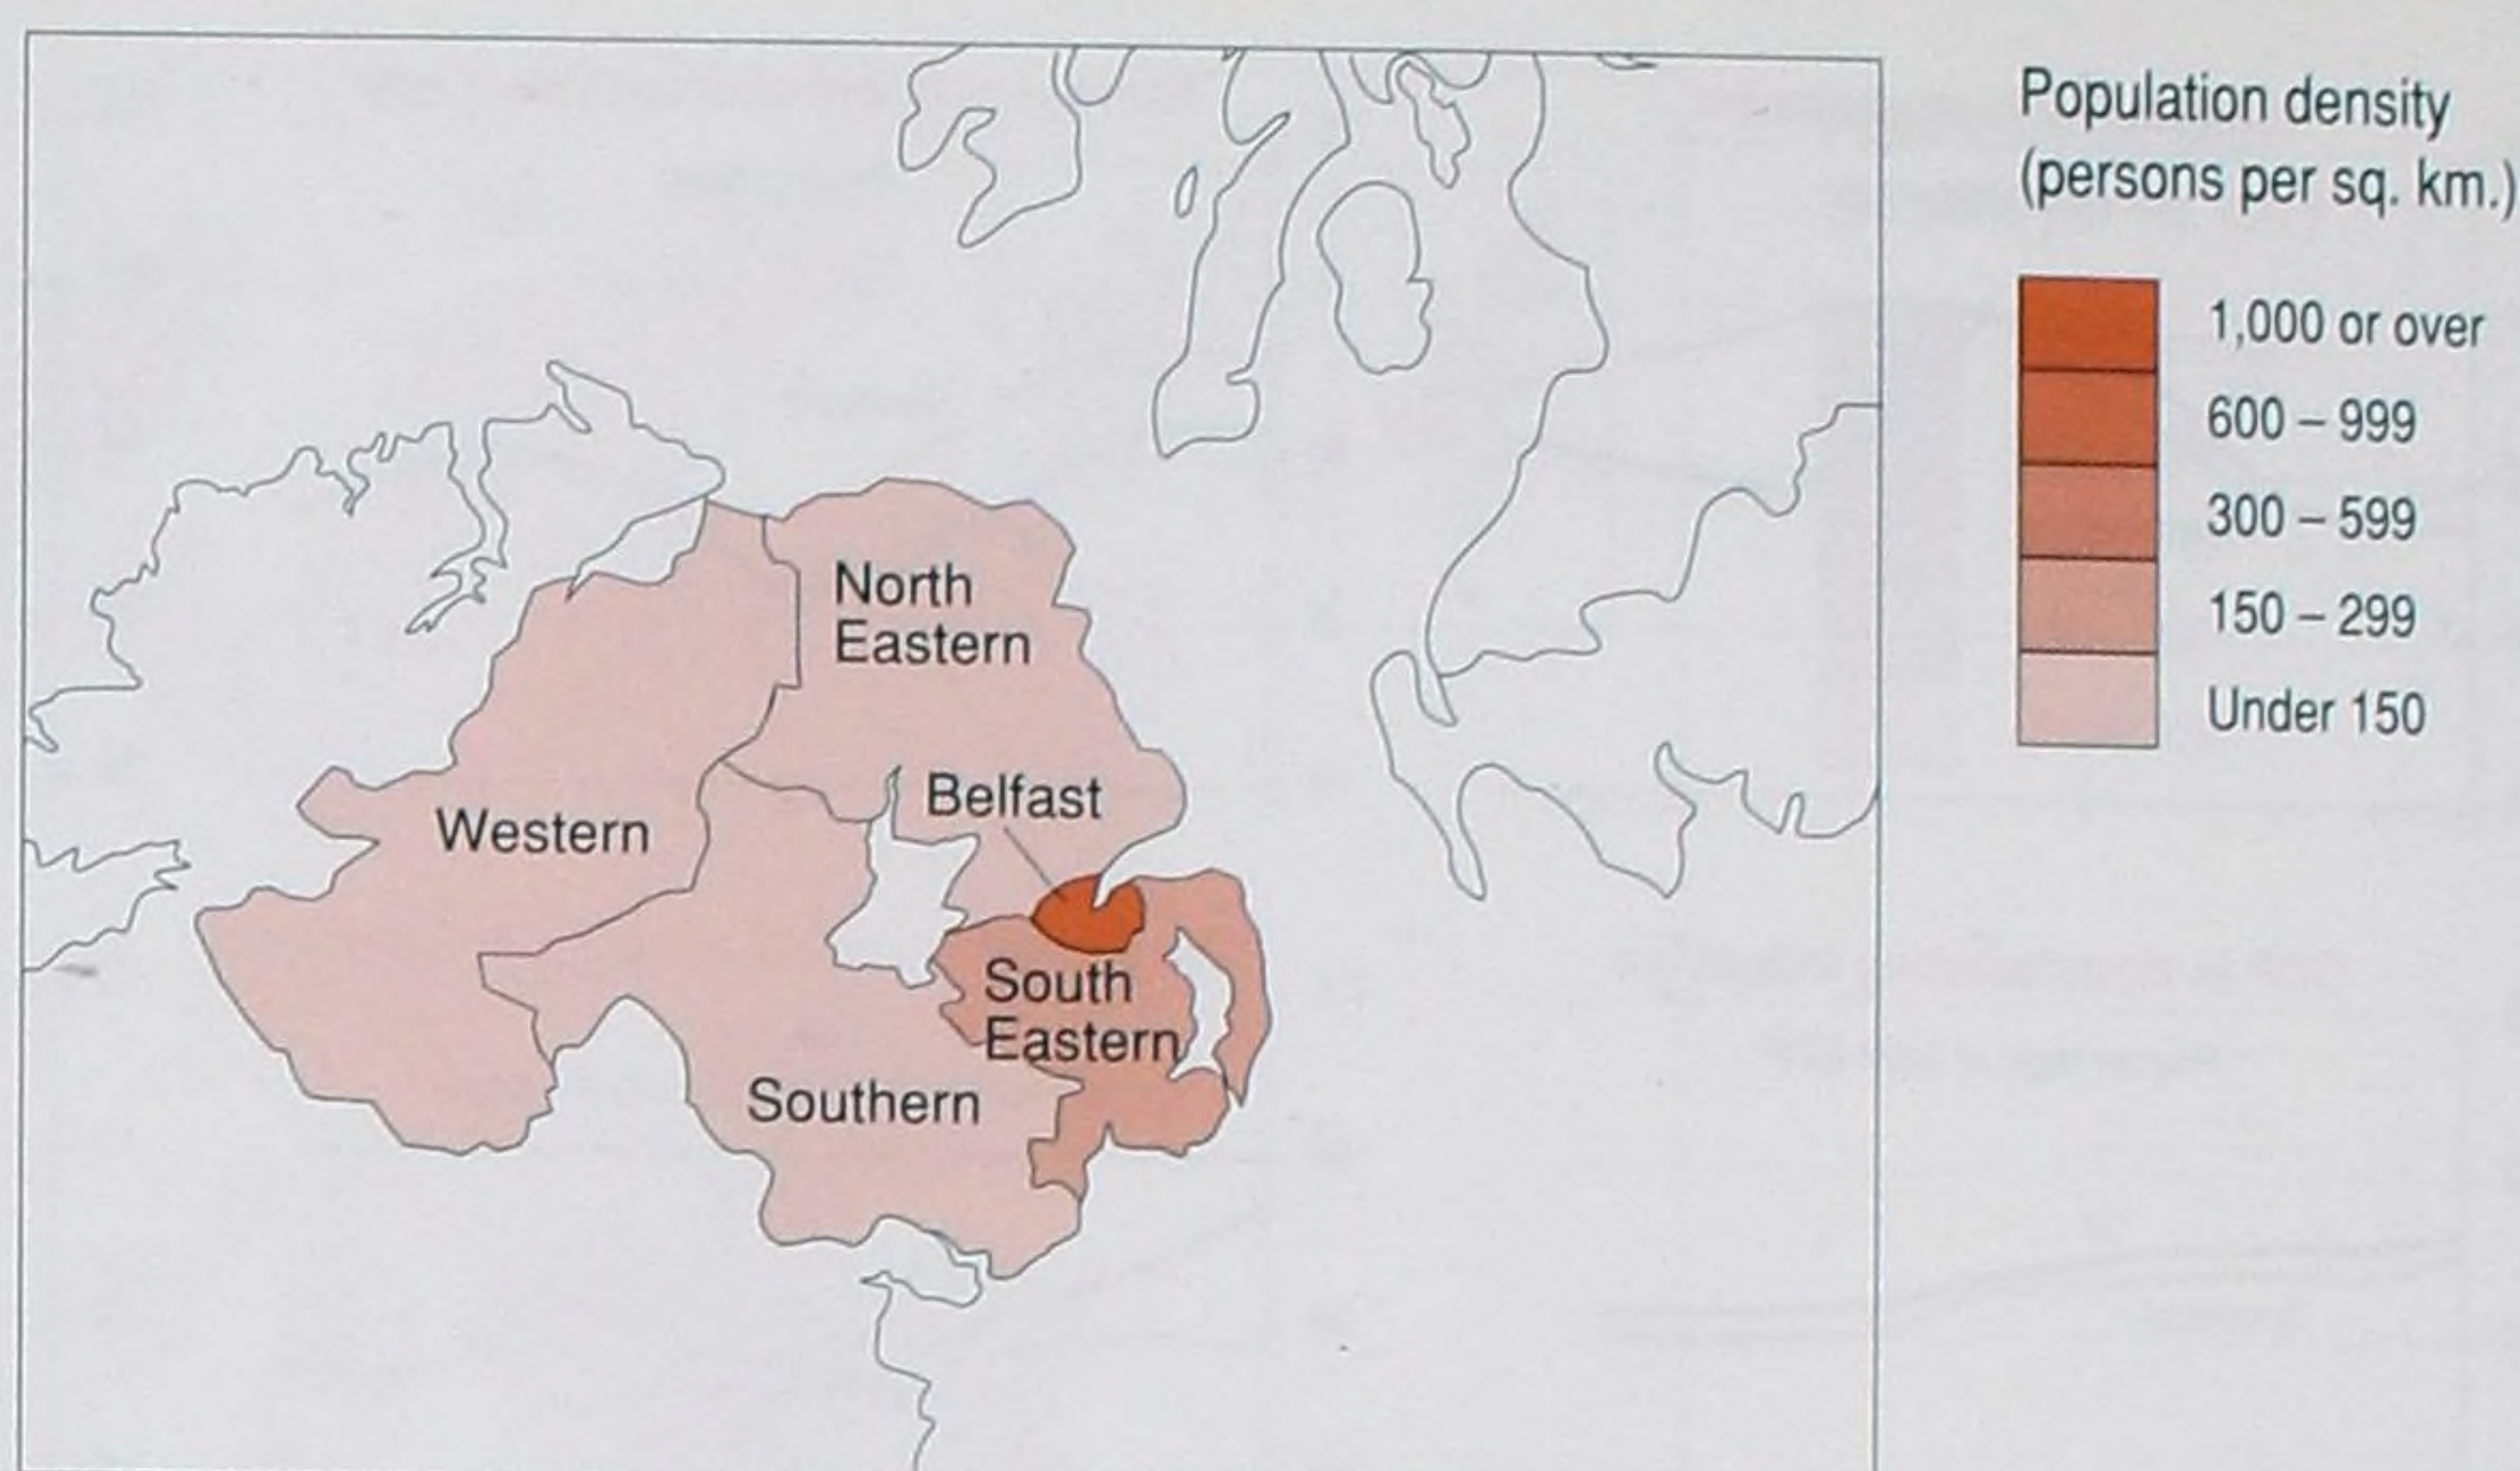 Population density
(persons per sq. km.)
1,000 or over
600 – 999
300 – 599
150 – 299
Under 150
North
Eastern
Belfast
Western
South
Eastern
Southern